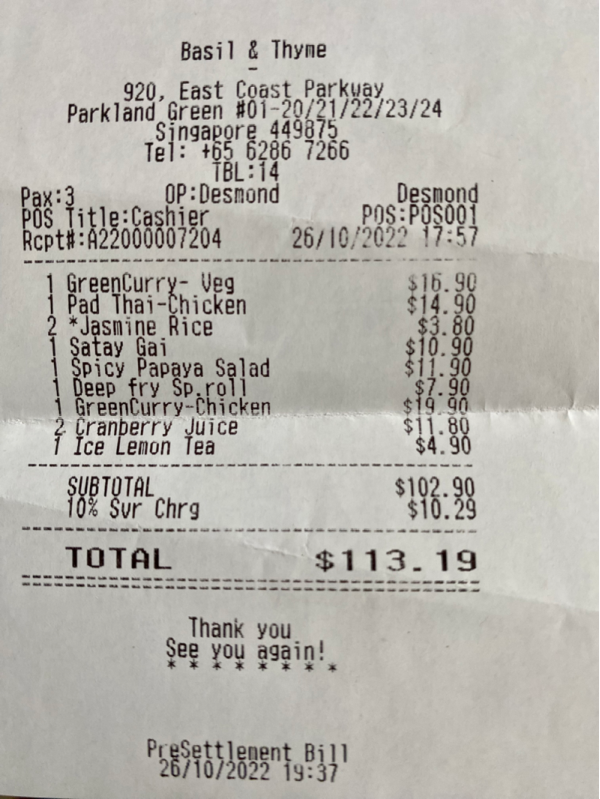 Basil & Thyme
-
920, East Coast Parkway
Parkland Green #01-20/21/22/23/24
Singapore 449875
Tel: +65 6286 7266
TBL:14
Pax:3 OP:Desmond Desmond
POS Title:Cashier POS:POS001
Rcpt#:A22000007204 26/10/2022 17:57
1 GreenCurry- Veg $16.90
1 Pad Thai-Chicken $14.90
2 *Jasmine Rice $3.80
1 Satay Gai $10.90
1 Spicy Papaya Salad $11.90
1 Deep fry Sp.roll $7.90
1 GreenCurry-Chicken $19.90
2 Cranberry Juice $11.80
1 Ice Lemon Tea $4.90
SUBTOTAL $102.90
10% Svr Chrg $10.29
TOTAL $113.19
Thank you
See you again!
* * * * * * * *
PreSettlement Bill
26/10/2022 19:37